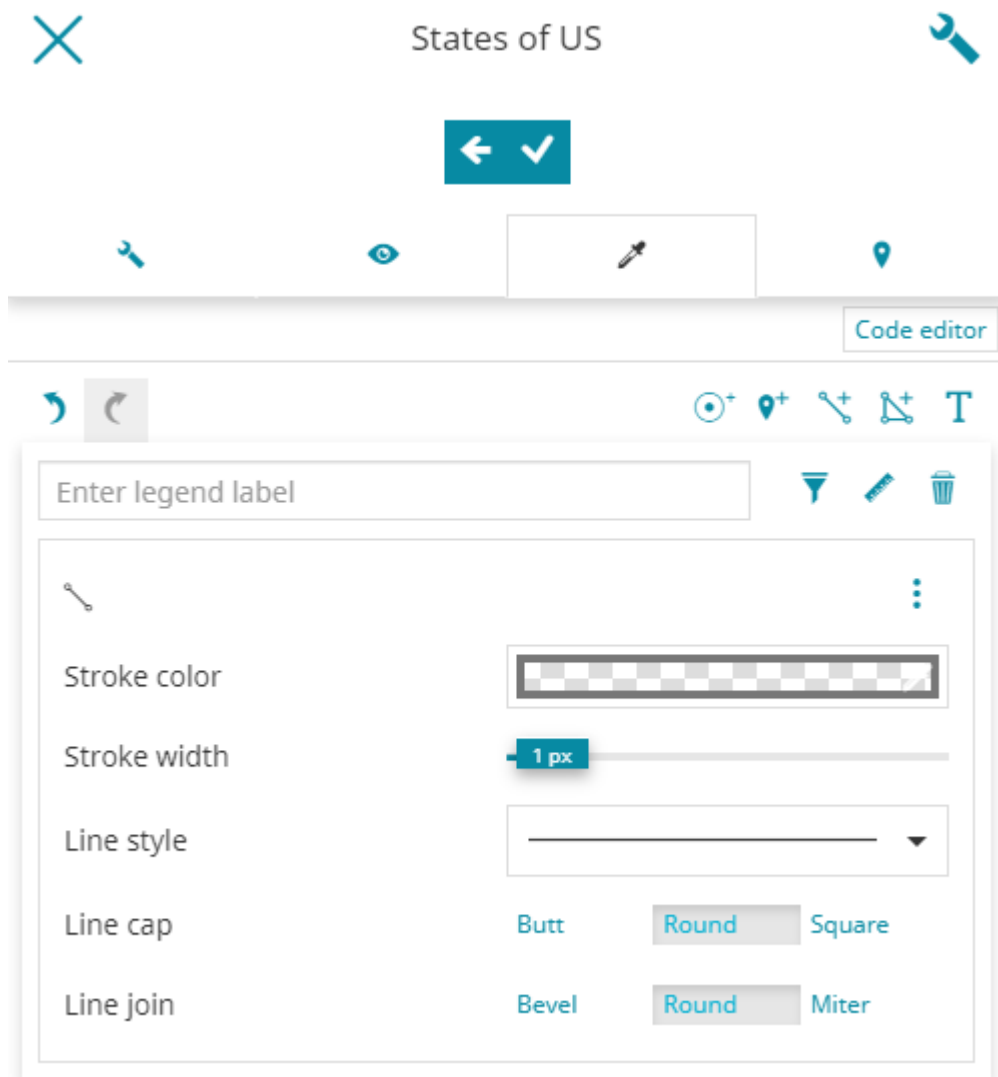 States of US
Code editor
T
Enter legend label
Stroke color
Stroke width 1 px
Line style
Line cap Butt Round Square
Line join Bevel Round Miter